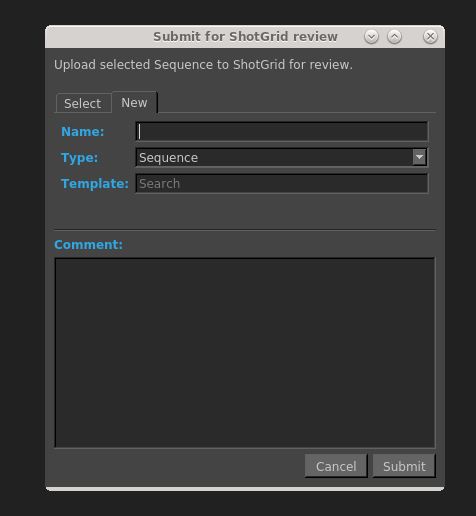 Submit for ShotGrid review
Upload selected Sequence to ShotGrid for review.
Select New
Name:
Type: Sequence
Template: Search
Comment:
Cancel Submit